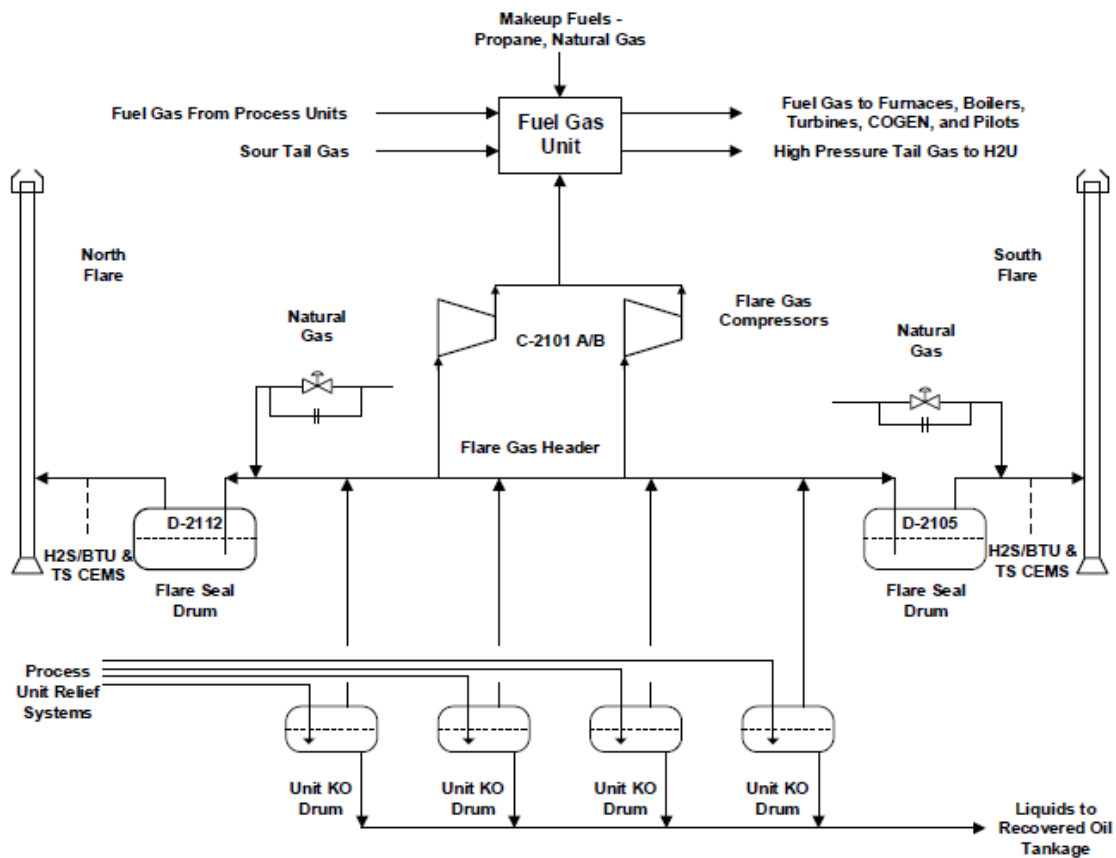 Makeup Fuels -
Propane, Natural Gas
Fuel Gas From Process Units
Sour Tail Gas
Fuel Gas
Unit
Fuel Gas to Furnaces, Boilers,
Turbines, COGEN, and Pilots
High Pressure Tail Gas to H2U
North
Flare
South
Flare
Natural
Gas
C-2101 A/B
Flare Gas
Compressors
Natural
Gas
Flare Gas Header
D-2112
D-2105
H2S/BTU &
TS CEMS
H2S/BTU &
TS CEMS
Flare Seal
Drum
Flare Seal
Drum
Process
Unit Relief
Systems
Unit KO
Drum
Unit KO
Drum
Unit KO
Drum
Unit KO
Drum
Liquids to
Recovered Oil
Tankage